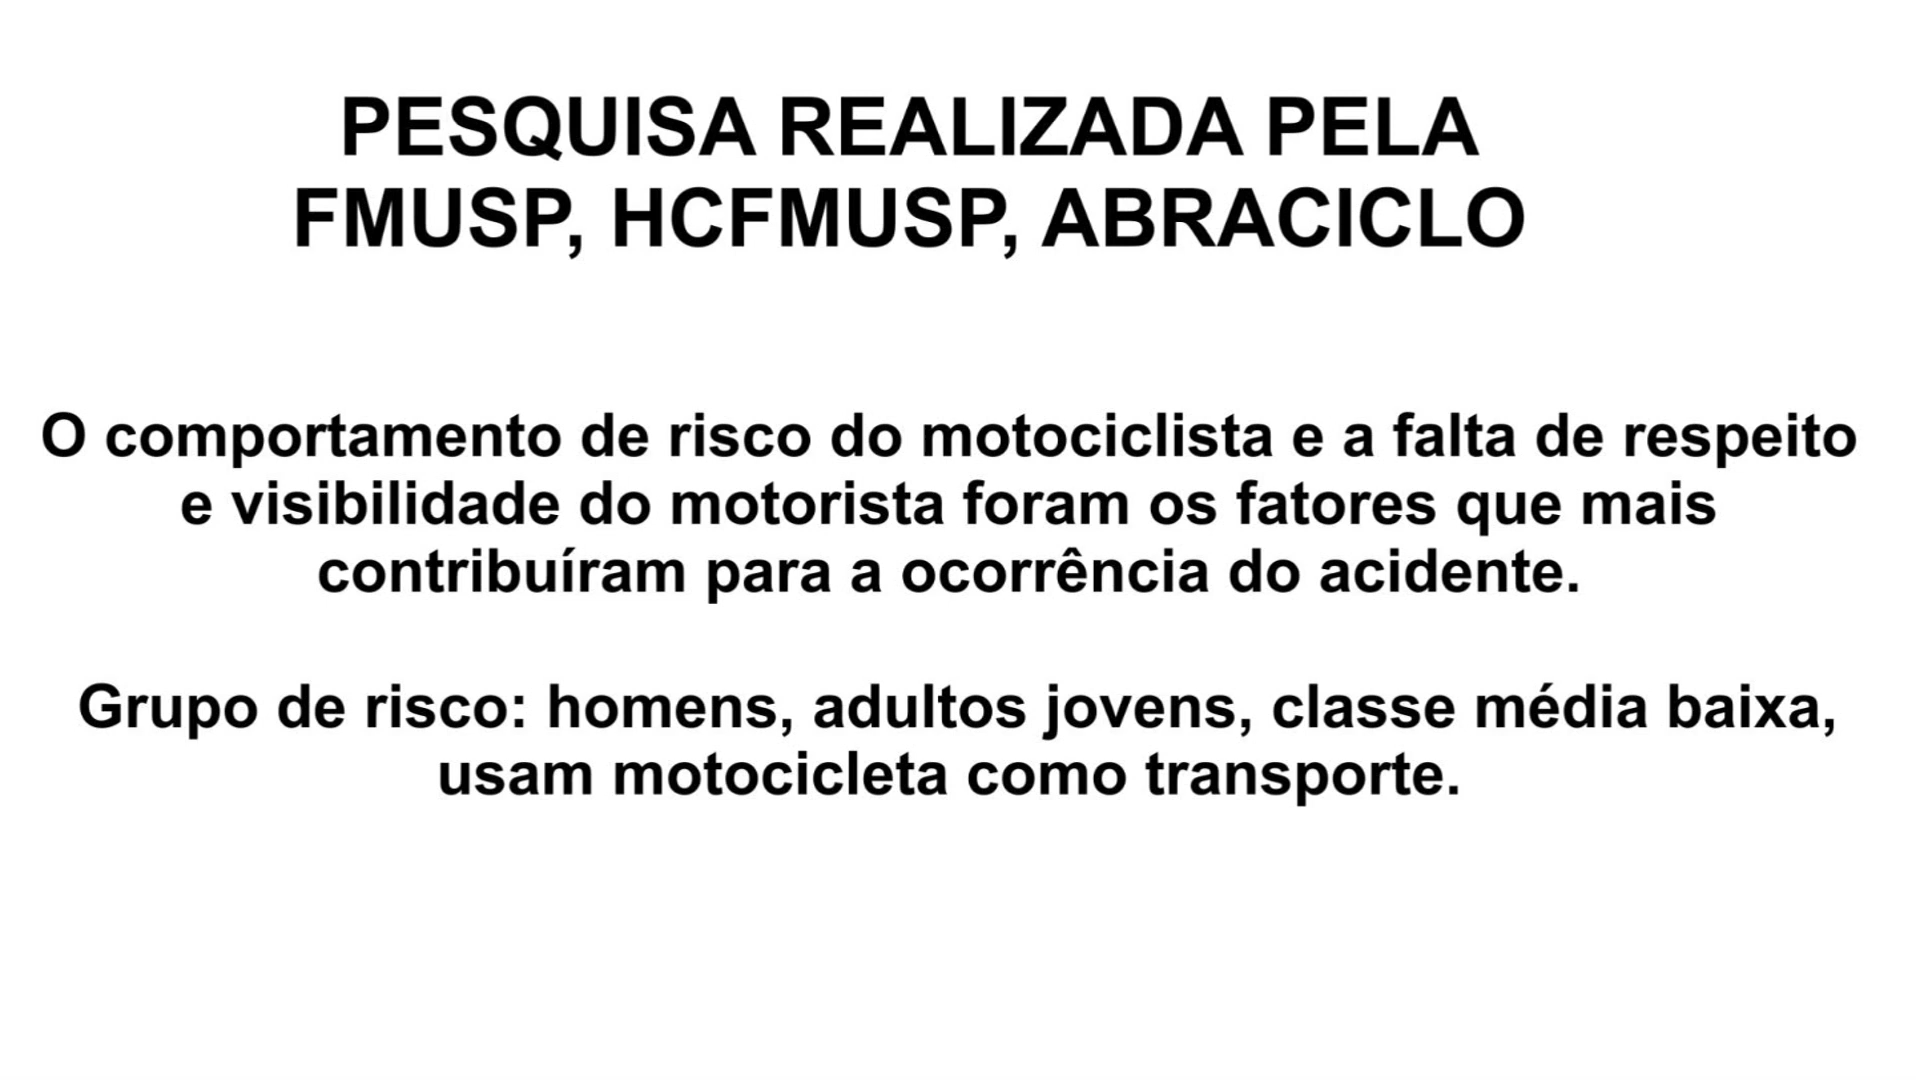 PESQUISA REALIZADA PELA
FMUSP, HCFMUSP, ABRACICLO
O comportamento de risco do motociclista e a falta de respeito
e visibilidade do motorista foram os fatores que mais
contribuíram para a ocorrência do acidente.
Grupo de risco: homens, adultos jovens, classe média baixa,
usam motocicleta como transporte.